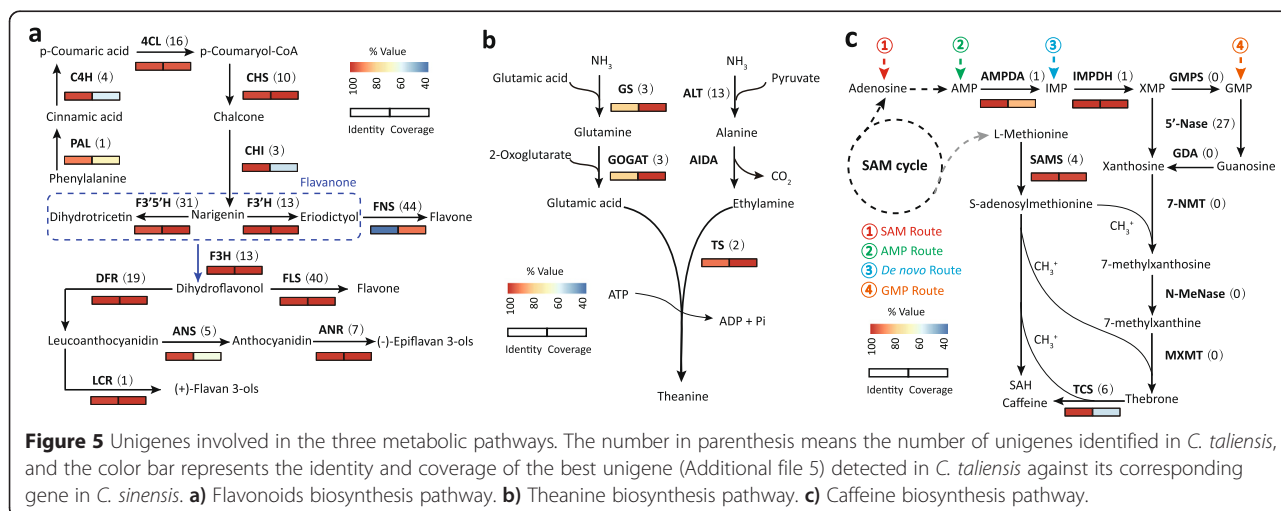 a
4CL (16)
p-Coumaric acid
p-Coumaryol-CoA
C4H (4)
CHS (10)
Cinnamic acid
Chalcone
PAL (1)
CHI (3)
Phenylalanine
Flavanone
F3'5'H (31)
F3'H (13)
Dihydrotricetin
Narigenin
Eriodictyol
FNS (44)
Flavone
F3H (13)
DFR (19)
Dihydroflavonol
FLS (40)
Flavone
ANS (5)
ANR (7)
Leucoanthocyanidin
Anthocyanidin
(-)-Epiflavan 3-ols
LCR (1)
(+)-Flavan 3-ols
% Value
100
80
60
40
Identity Coverage
b
NH3
NH3
Glutamic acid
Pyruvate
GS (3)
ALT (13)
Glutamine
Alanine
2-Oxoglutarate
GOGAT (3)
AIDA
CO2
Glutamic acid
Ethylamine
TS (2)
% Value
100
80
60
40
Identity Coverage
ATP
ADP + Pi
Theanine
c
1
2
3
4
AMPDA (1)
IMPDH (1)
GMPS (0)
Adenosine
AMP
IMP
XMP
GMP
L-Methionine
5'-Nase (27)
SAM cycle
SAMS (4)
GDA (0)
Xanthosine
Guanosine
S-adenosylmethionine
7-NMT (0)
CH3+
1 SAM Route
2 AMP Route
3 De novo Route
4 GMP Route
7-methylxanthosine
CH3+
N-MeNase (0)
% Value
100
80
60
40
Identity Coverage
7-methylxanthine
CH3+
MXMT (0)
SAH
Caffeine
TCS (6)
Thebrone
Figure 5 Unigenes involved in the three metabolic pathways. The number in parenthesis means the number of unigenes identified in C. taliensis,
and the color bar represents the identity and coverage of the best unigene (Additional file 5) detected in C. taliensis against its corresponding
gene in C. sinensis. a) Flavonoids biosynthesis pathway. b) Theanine biosynthesis pathway. c) Caffeine biosynthesis pathway.